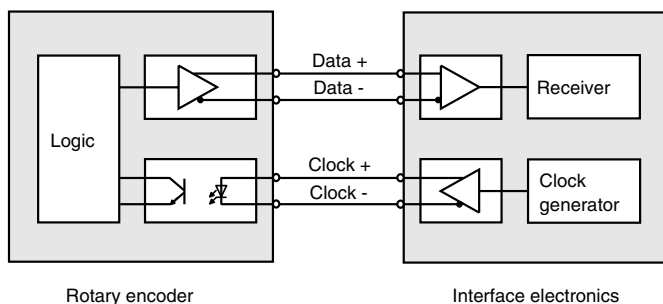 Data +
Data -
Receiver
Logic
Clock +
Clock -
Clock
generator
Rotary encoder
Interface electronics